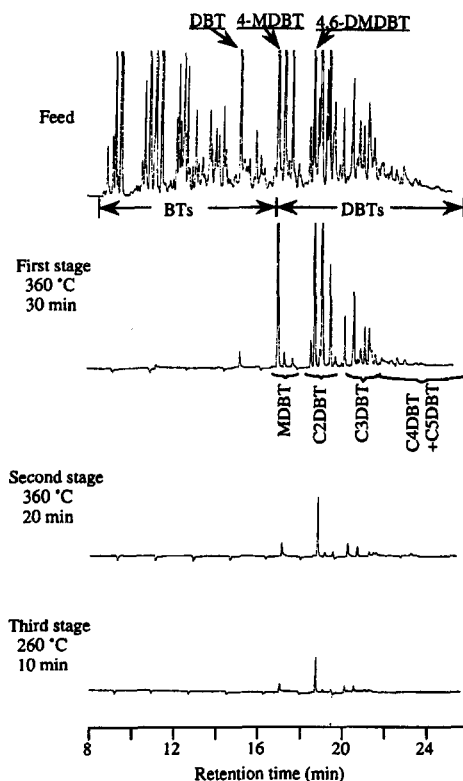 DBT 4-MDBT 4,6-DMDBT
Feed
BTs DBTs
First stage
360 °C
30 min
MDBT
C2DBT
C3DBT
C4DBT
+C5DBT
Second stage
360 °C
20 min
Third stage
260 °C
10 min
8 12 16 20 24
Retention time (min)